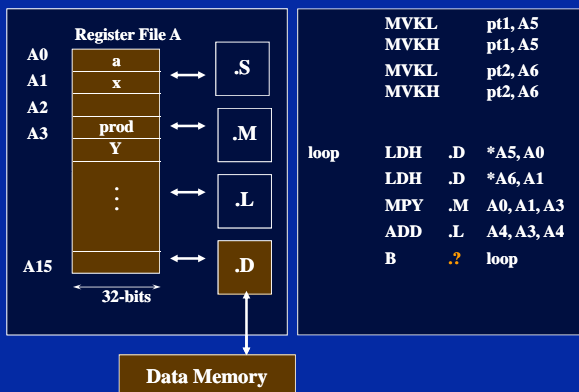 Register File A
A0
a
A1
x
A2
A3
prod
Y
A15
32-bits
.S
.M
.L
.D
Data Memory
MVKL pt1, A5
MVKH pt1, A5
MVKL pt2, A6
MVKH pt2, A6
loop LDH .D *A5, A0
LDH .D *A6, A1
MPY .M A0, A1, A3
ADD .L A4, A3, A4
B .? loop